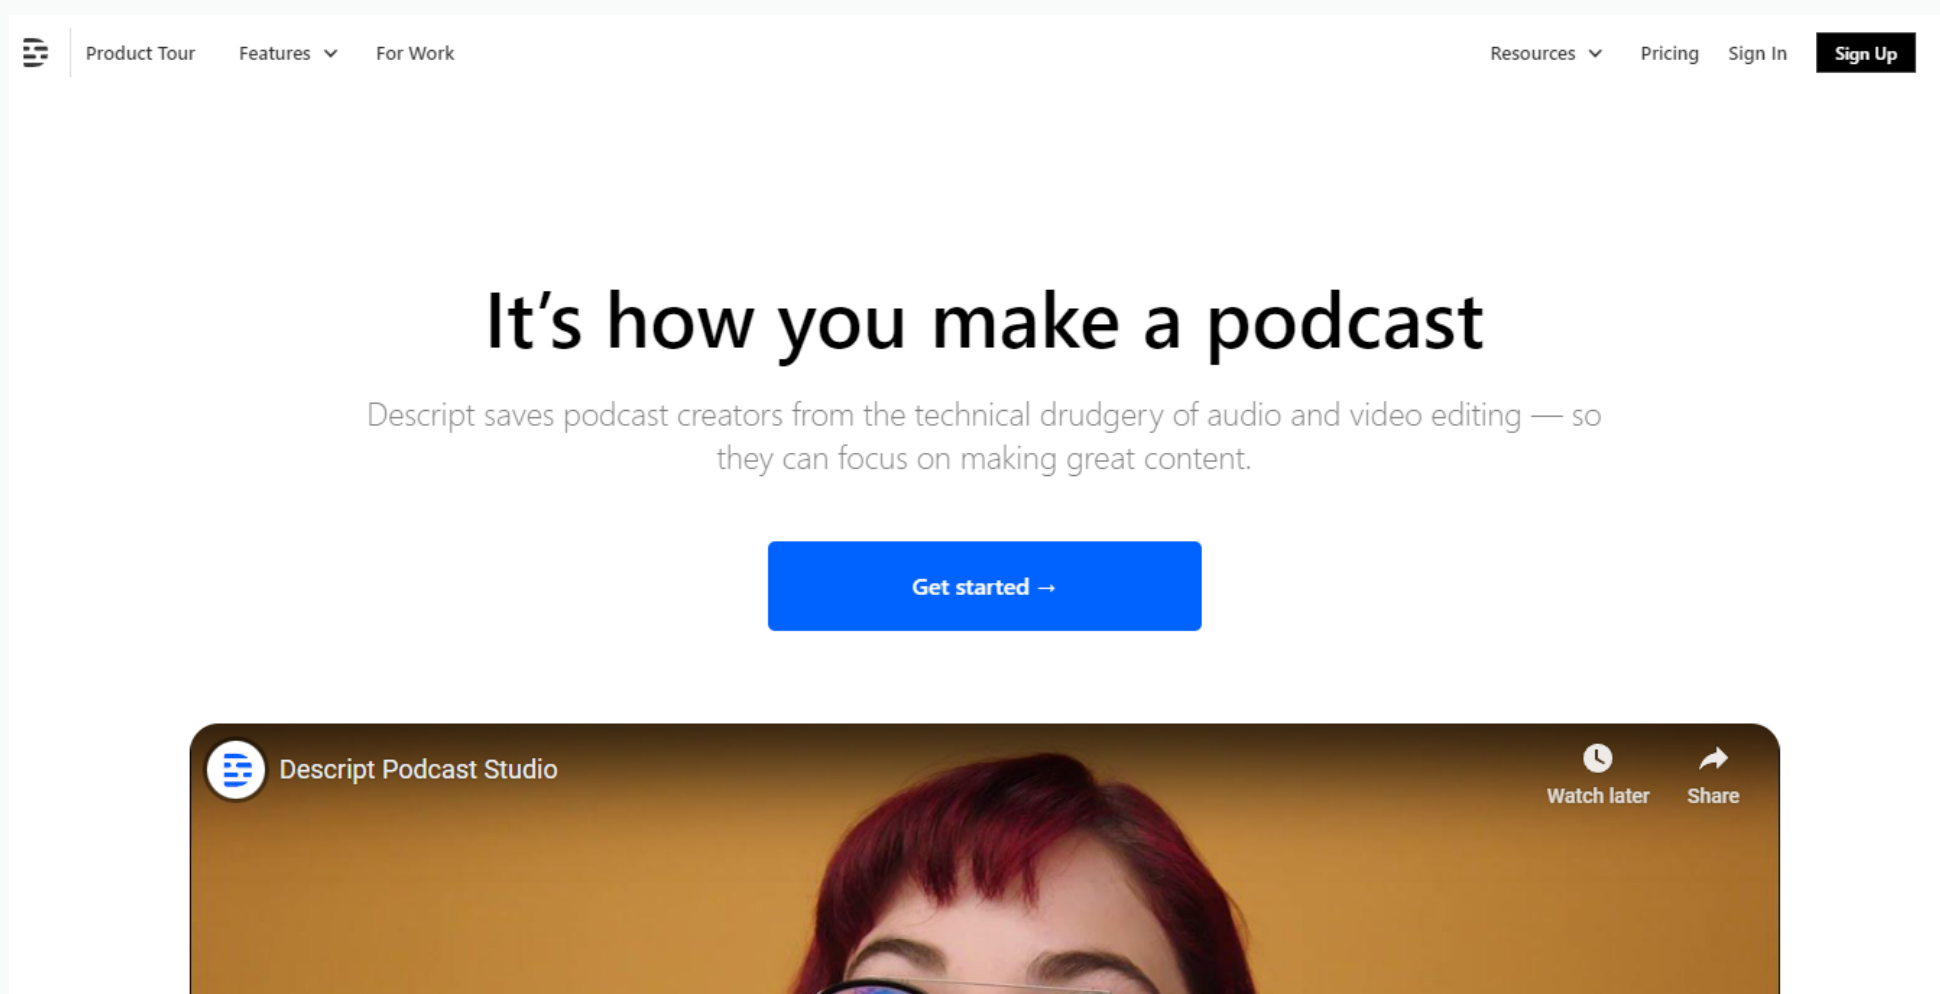 Product Tour Features For Work Resources Pricing Sign In Sign Up
It’s how you make a podcast
Descript saves podcast creators from the technical drudgery of audio and video editing — so
they can focus on making great content.
Get started →
Descript Podcast Studio
Watch later Share